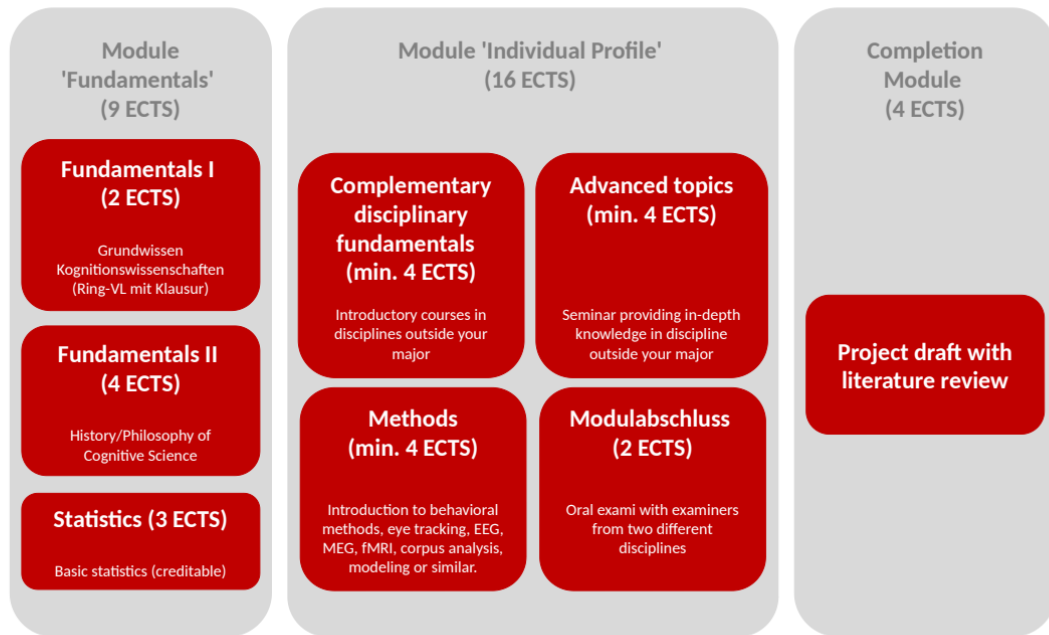 Module
'Fundamentals'
(9 ECTS)
Fundamentals I
(2 ECTS)
Grundwissen
Kognitionswissenschaften
(Ring-VL mit Klausur)
Fundamentals II
(4 ECTS)
History/Philosophy of
Cognitive Science
Statistics (3 ECTS)
Basic statistics (creditable)
Module 'Individual Profile'
(16 ECTS)
Complementary
disciplinary
fundamentals
(min. 4 ECTS)
Introductory courses in
disciplines outside your
major
Advanced topics
(min. 4 ECTS)
Seminar providing in-depth
knowledge in discipline
outside your major
Methods
(min. 4 ECTS)
Introduction to behavioral
methods, eye tracking, EEG,
MEG, fMRI, corpus analysis,
modeling or similar.
Modulabschluss
(2 ECTS)
Oral exami with examiners
from two different
disciplines
Completion
Module
(4 ECTS)
Project draft with
literature review